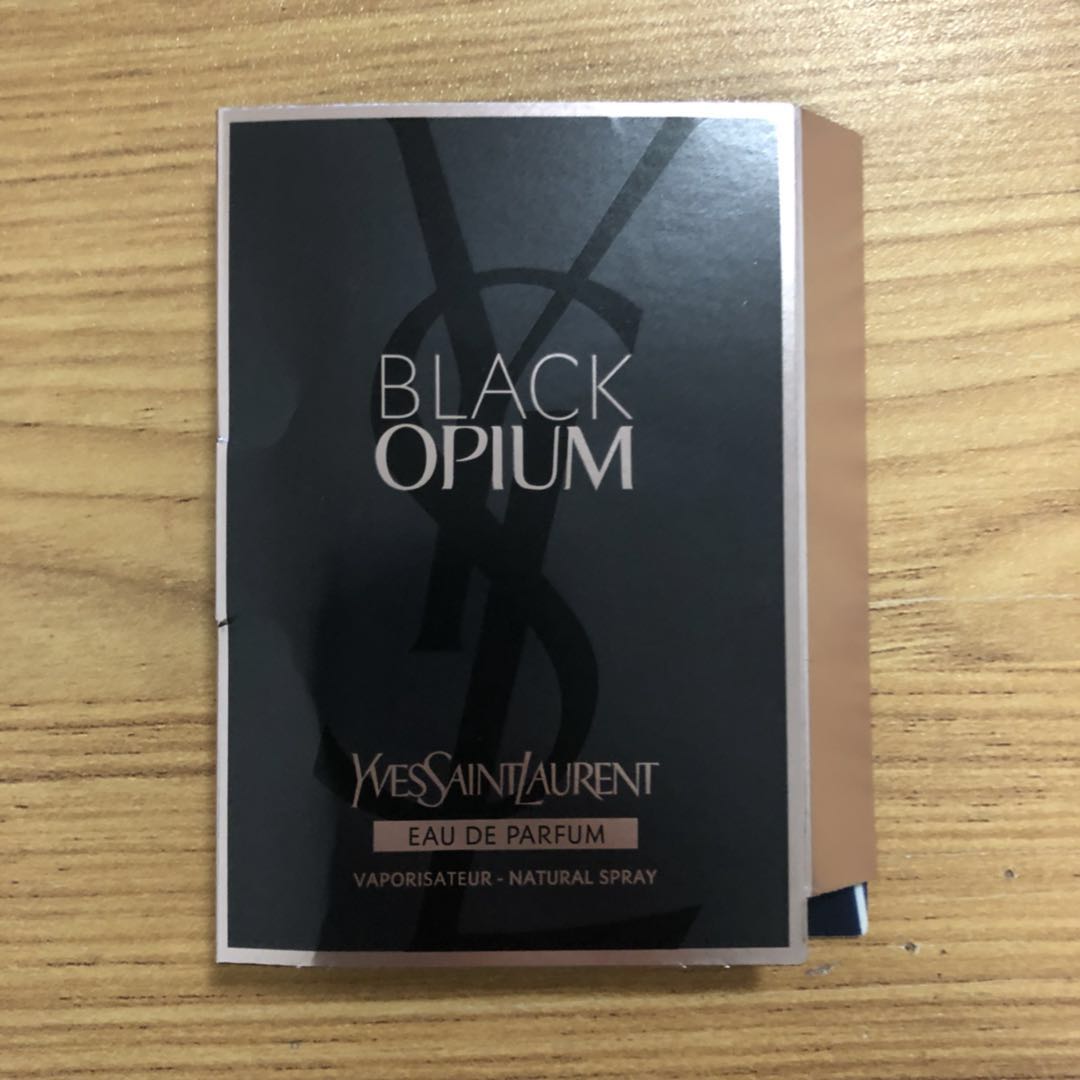 BLACK
OPIUM
YVESSAINTLAURENT
EAU DE PARFUM
VAPORISATEUR - NATURAL SPRAY